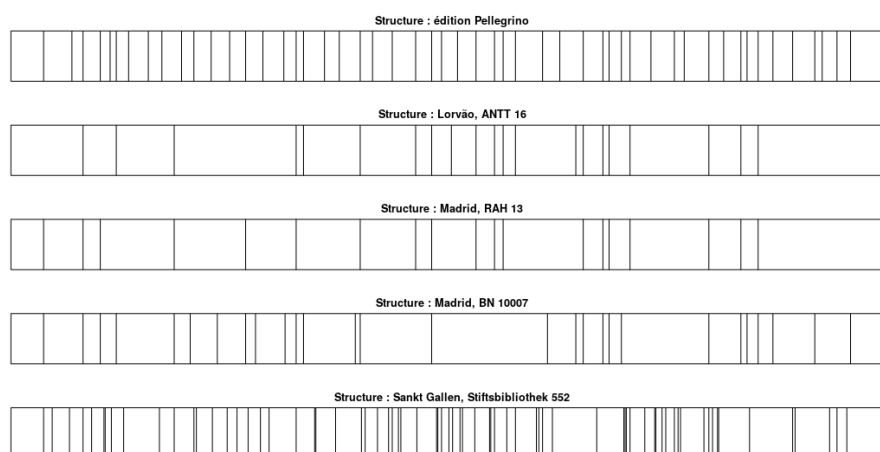 Structure : édition Pellegrino
Structure : Lorvão, ANTT 16
Structure : Madrid, RAH 13
Structure : Madrid, BN 10007
Structure : Sankt Gallen, Stiftsbibliothek 552